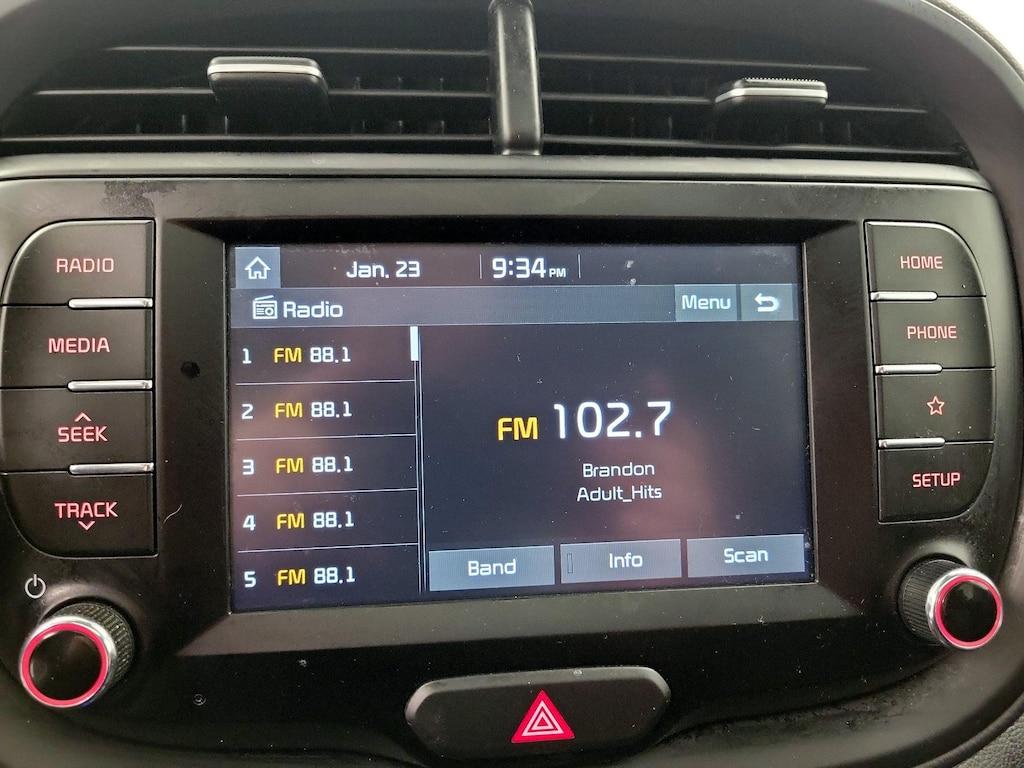 Jan. 23
9:34 PM
Radio
Menu
RADIO
MEDIA
SEEK
TRACK
1 FM 88.1
2 FM 88.1
3 FM 88.1
4 FM 88.1
5 FM 88.1
FM 102.7
Brandon
Adult_Hits
Band
Info
Scan
HOME
PHONE
SETUP